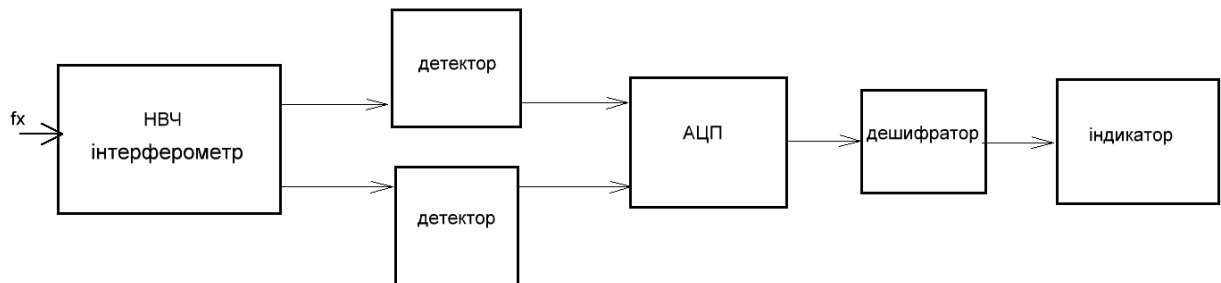 fx
НВЧ
інтерферометр
детектор
детектор
АЦП
дешифратор
індикатор